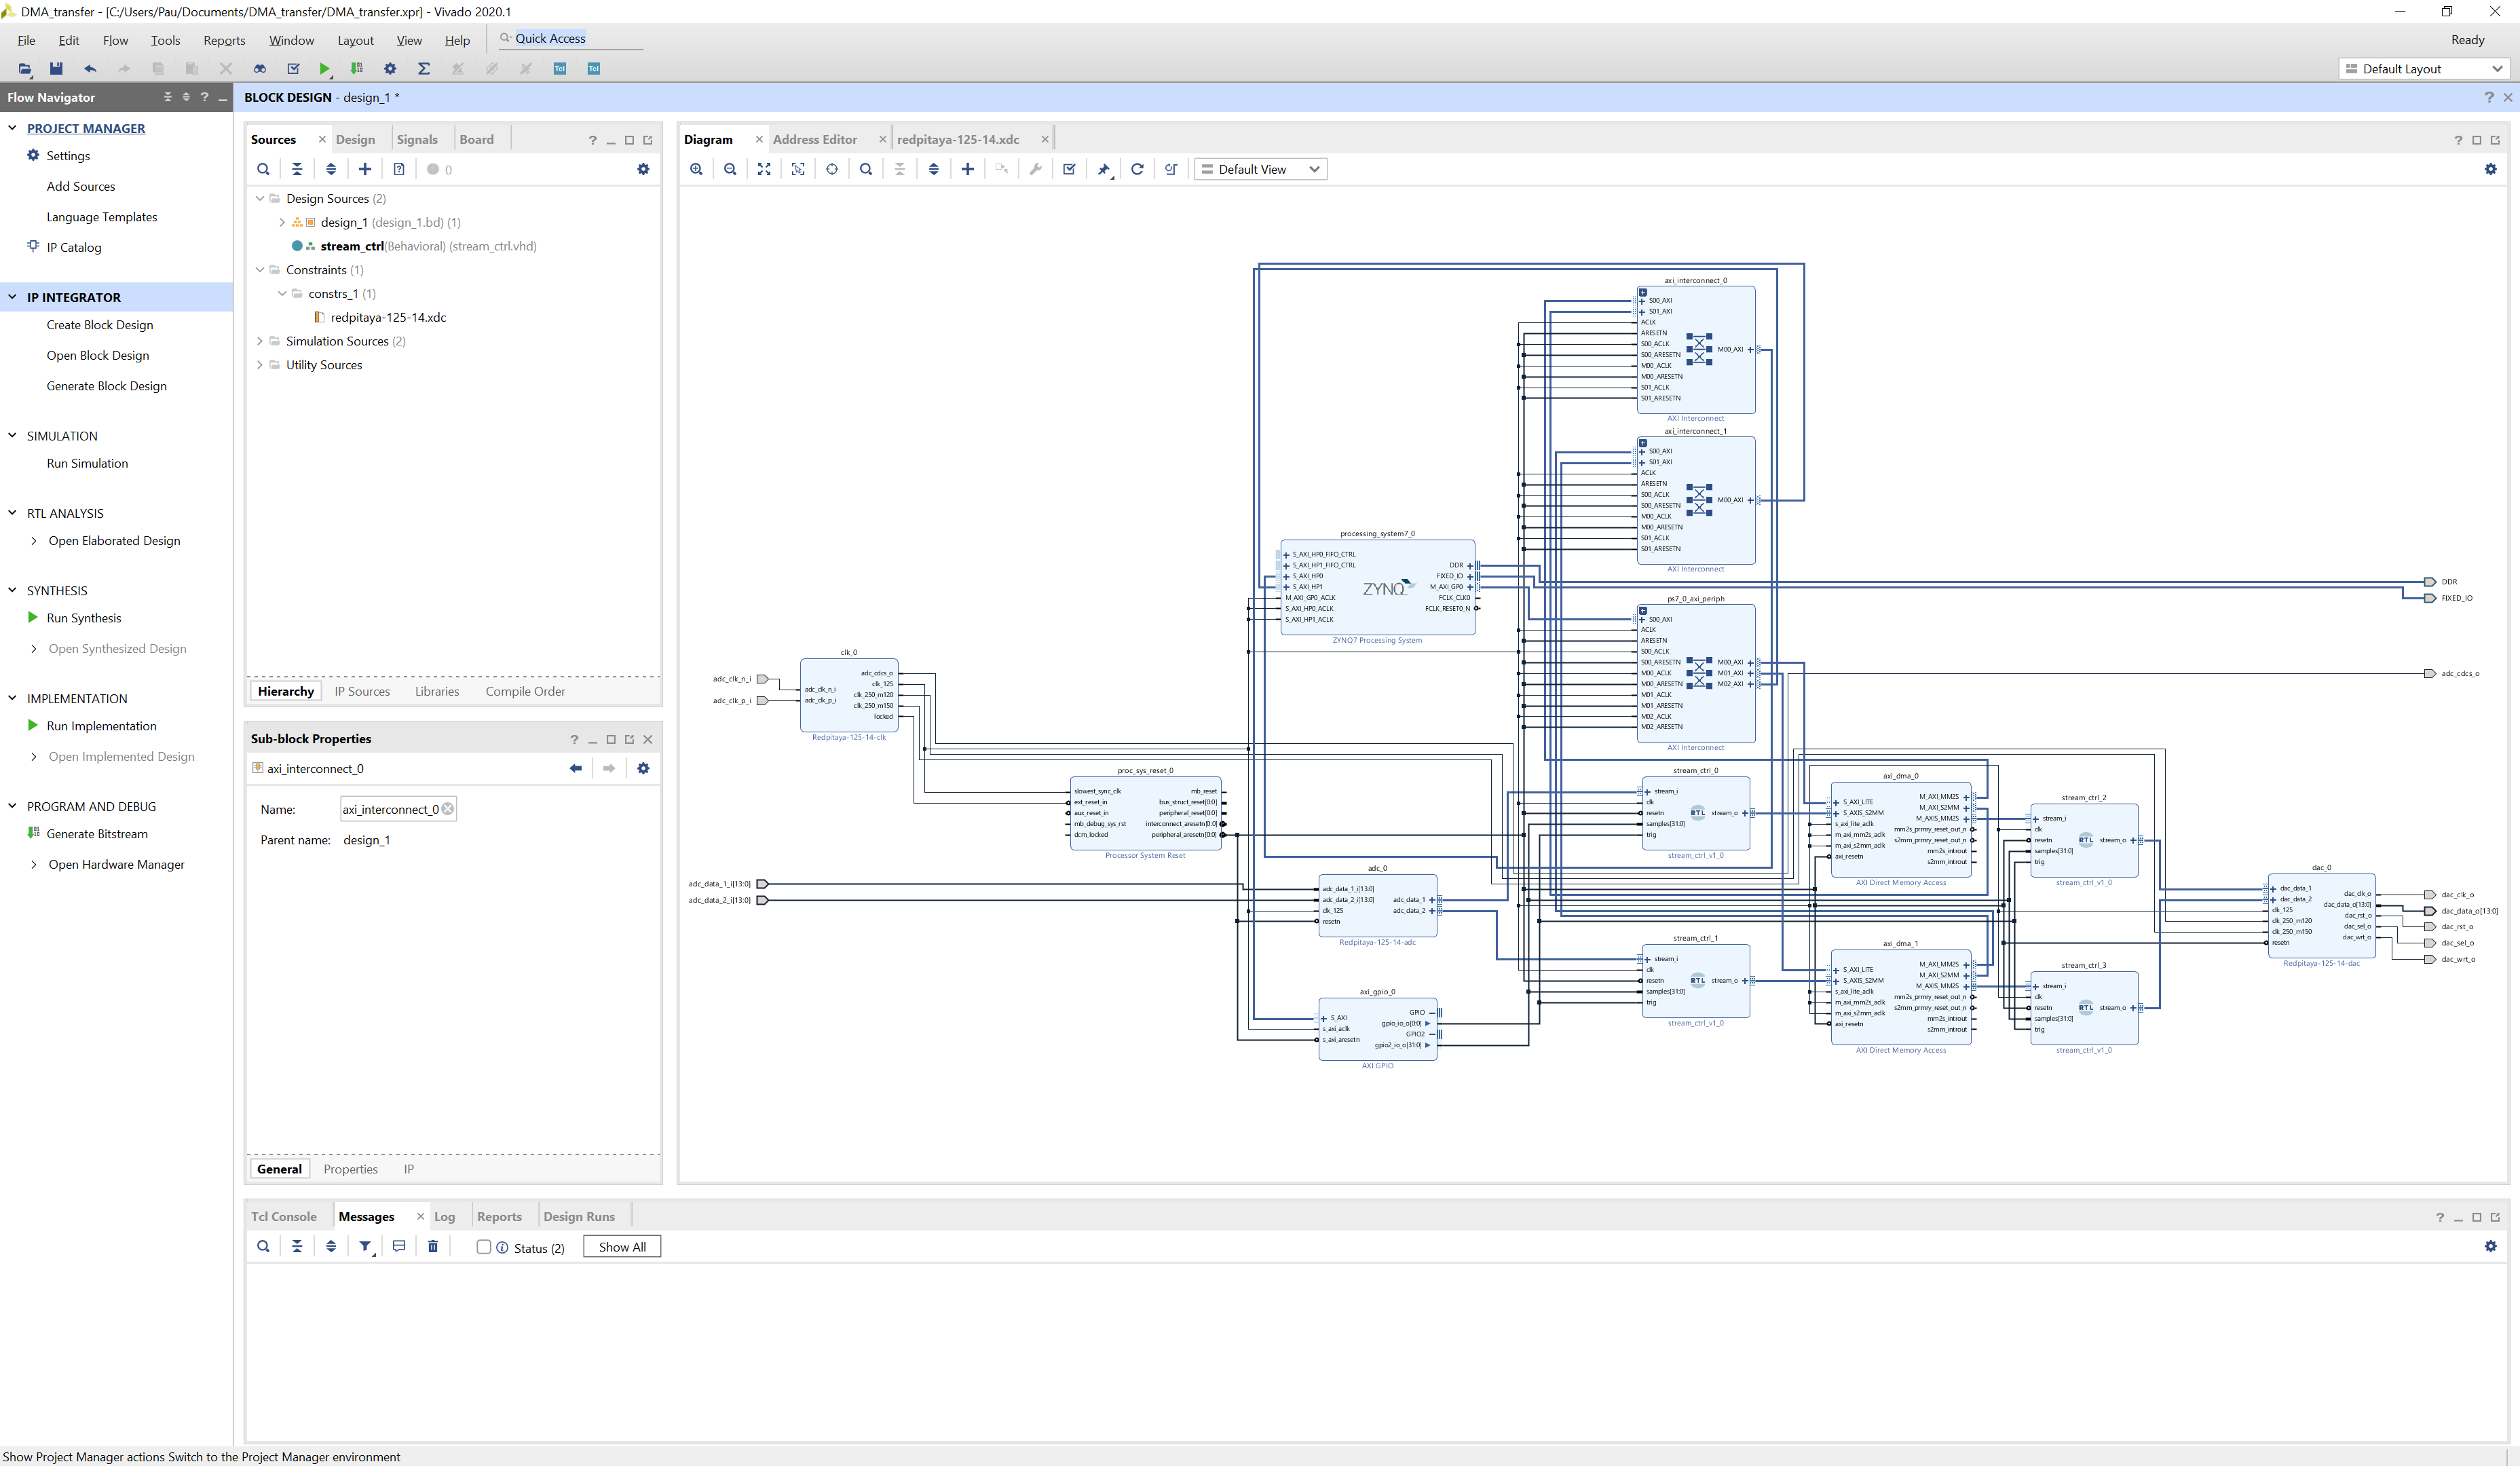 DMA_transfer - [C:/Users/Pau/Documents/DMA_transfer/DMA_transfer.xpr] - Vivado 2020.1
File Edit Flow Tools Reports Window Layout View Help Quick Access Ready
Default Layout
Flow Navigator
PROJECT MANAGER
Settings
Add Sources
Language Templates
IP Catalog
IP INTEGRATOR
Create Block Design
Open Block Design
Generate Block Design
SIMULATION
Run Simulation
RTL ANALYSIS
Open Elaborated Design
SYNTHESIS
Run Synthesis
Open Synthesized Design
IMPLEMENTATION
Run Implementation
Open Implemented Design
PROGRAM AND DEBUG
Generate Bitstream
Open Hardware Manager
BLOCK DESIGN - design_1 *
Sources Design Signals Board
0
Design Sources (2)
design_1 (design_1.bd) (1)
stream_ctrl(Behavioral) (stream_ctrl.vhd)
Constraints (1)
constrs_1 (1)
redpitaya-125-14.xdc
Simulation Sources (2)
Utility Sources
Hierarchy IP Sources Libraries Compile Order
Sub-block Properties
axi_interconnect_0
Name: axi_interconnect_0
Parent name: design_1
General Properties IP
Diagram Address Editor redpitaya-125-14.xdc
Default View
axi_interconnect_0
S00_AXI
S01_AXI
ACLK
ARESETN
S00_ACLK
S00_ARESETN M00_AXI
M00_ACLK
M00_ARESETN
S01_ACLK
S01_ARESETN
AXI Interconnect
axi_interconnect_1
S00_AXI
S01_AXI
ACLK
ARESETN
S00_ACLK
S00_ARESETN M00_AXI
M00_ACLK
M00_ARESETN
S01_ACLK
S01_ARESETN
AXI Interconnect
processing_system7_0
S_AXI_HP0_FIFO_CTRL
S_AXI_HP1_FIFO_CTRL DDR
S_AXI_HP0 FIXED_IO
S_AXI_HP1 M_AXI_GP0
M_AXI_GP0_ACLK FCLK_CLK0
S_AXI_HP0_ACLK FCLK_RESET0_N
S_AXI_HP1_ACLK
ZYNQ
ZYNQ7 Processing System
ps7_0_axi_periph
S00_AXI
ACLK
ARESETN
S00_ACLK
S00_ARESETN M00_AXI
M00_ACLK M01_AXI
M00_ARESETN M02_AXI
M01_ACLK
M01_ARESETN
M02_ACLK
M02_ARESETN
AXI Interconnect
DDR
FIXED_IO
adc_cdcs_o
adc_clk_n_i
adc_clk_p_i
clk_0
adc_cdcs_o
adc_clk_n_i clk_125
adc_clk_p_i clk_250_m120
clk_250_m150
locked
Redpitaya-125-14-clk
proc_sys_reset_0
slowest_sync_clk mb_reset
ext_reset_in bus_struct_reset[0:0]
aux_reset_in peripheral_reset[0:0]
mb_debug_sys_rst interconnect_aresetn[0:0]
dcm_locked peripheral_aresetn[0:0]
Processor System Reset
adc_data_1_i[13:0]
adc_data_2_i[13:0]
adc_0
adc_data_1_i[13:0]
adc_data_2_i[13:0] adc_data_1
clk_125 adc_data_2
resetn
Redpitaya-125-14-adc
axi_gpio_0
GPIO
S_AXI gpio_io_o[0:0]
s_axi_aclk GPIO2
s_axi_aresetn gpio2_io_o[31:0]
AXI GPIO
stream_ctrl_0
stream_i
clk
resetn RTL stream_o
samples[31:0]
trig
stream_ctrl_v1_0
stream_ctrl_1
stream_i
clk
resetn RTL stream_o
samples[31:0]
trig
stream_ctrl_v1_0
axi_dma_0
M_AXI_MM2S
S_AXI_LITE M_AXI_S2MM
S_AXIS_S2MM M_AXIS_MM2S
s_axi_lite_aclk mm2s_prmry_reset_out_n
m_axi_mm2s_aclk s2mm_prmry_reset_out_n
m_axi_s2mm_aclk mm2s_introut
axi_resetn s2mm_introut
AXI Direct Memory Access
axi_dma_1
M_AXI_MM2S
S_AXI_LITE M_AXI_S2MM
S_AXIS_S2MM M_AXIS_MM2S
s_axi_lite_aclk mm2s_prmry_reset_out_n
m_axi_mm2s_aclk s2mm_prmry_reset_out_n
m_axi_s2mm_aclk mm2s_introut
axi_resetn s2mm_introut
AXI Direct Memory Access
stream_ctrl_2
stream_i
clk
resetn RTL stream_o
samples[31:0]
trig
stream_ctrl_v1_0
stream_ctrl_3
stream_i
clk
resetn RTL stream_o
samples[31:0]
trig
stream_ctrl_v1_0
dac_0
dac_data_1 dac_clk_o
dac_data_2 dac_data_o[13:0]
clk_125 dac_rst_o
clk_250_m120 dac_sel_o
clk_250_m150 dac_wrt_o
resetn
Redpitaya-125-14-dac
dac_clk_o
dac_data_o[13:0]
dac_rst_o
dac_sel_o
dac_wrt_o
Tcl Console Messages Log Reports Design Runs
Status (2) Show All
Show Project Manager actions Switch to the Project Manager environment